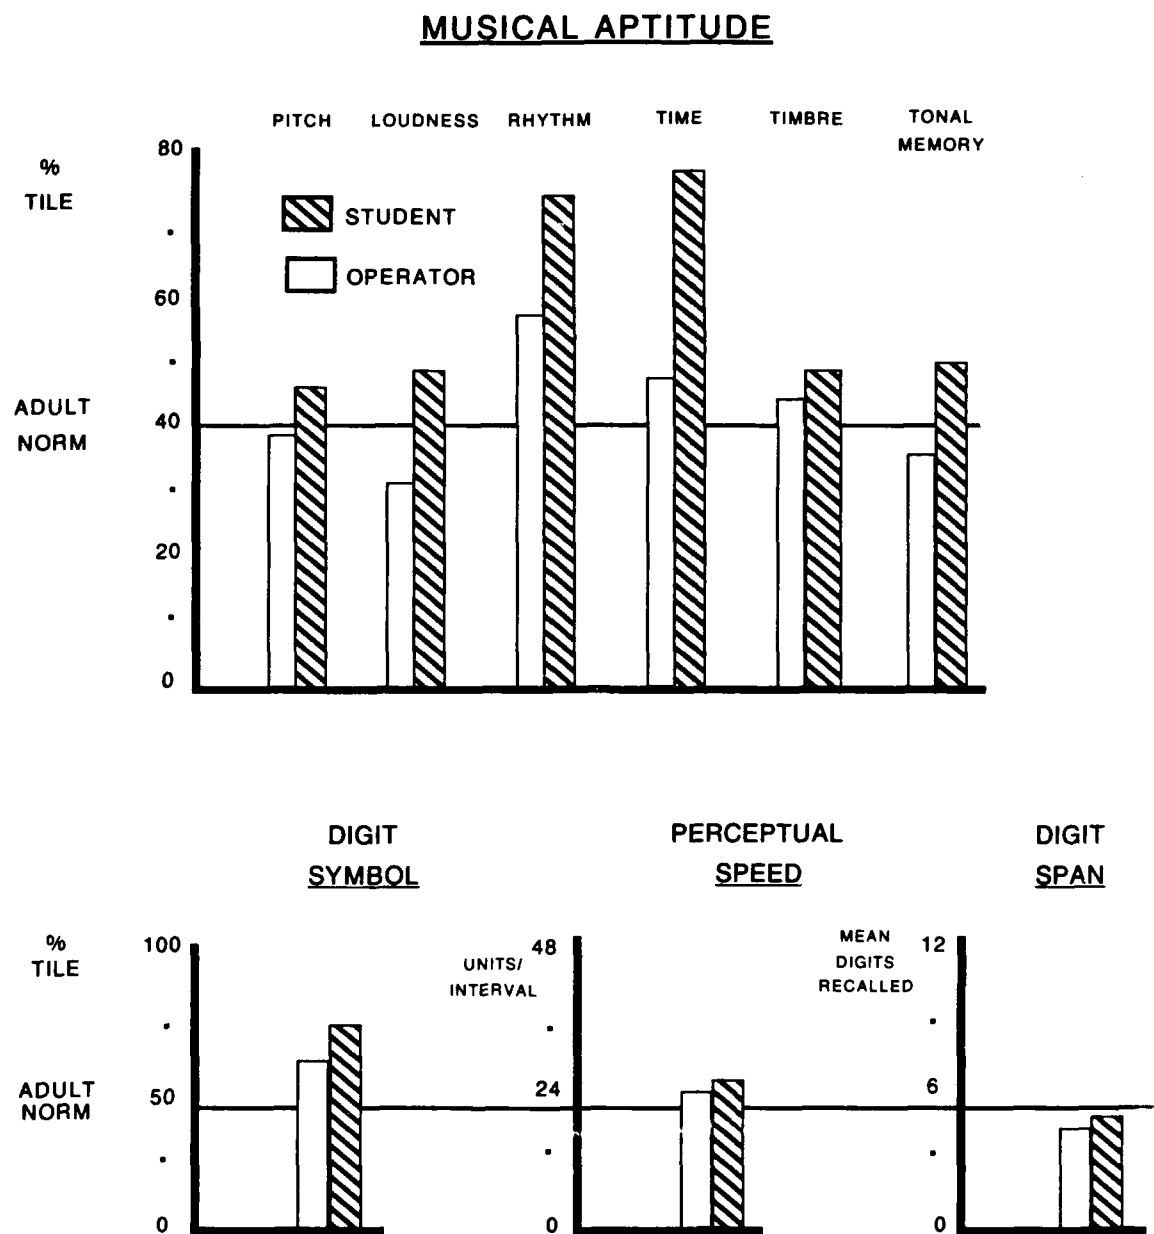 MUSICAL APTITUDE
PITCH LOUDNESS RHYTHM TIME TIMBRE TONAL
MEMORY
80
%
TILE
STUDENT
OPERATOR
60
ADULT
NORM
40
20
0
DIGIT
SYMBOL
PERCEPTUAL
SPEED
DIGIT
SPAN
%
TILE
100
ADULT
NORM
50
0
UNITS/
INTERVAL
48
24
0
MEAN
DIGITS
RECALLED
12
6
0